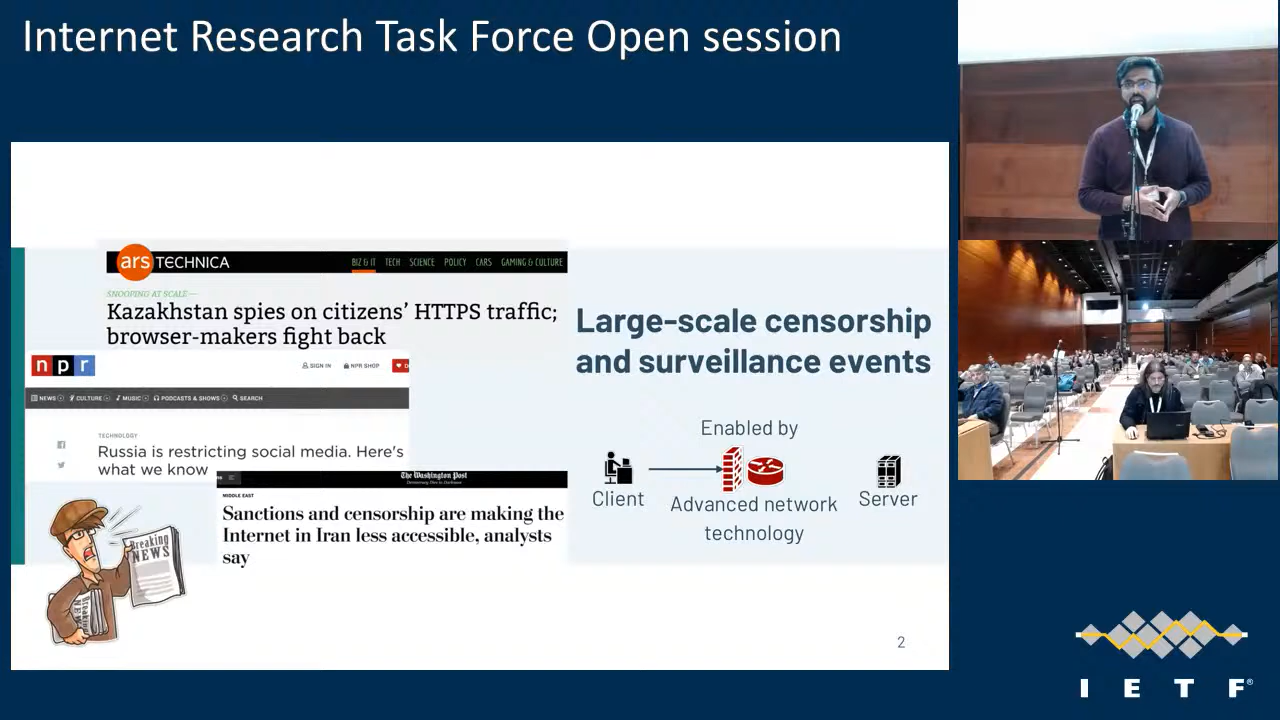 Internet Research Task Force Open session
ars TECHNICA
BIZ & IT TECH SCIENCE POLICY CARS GAMING & CULTURE
SNOOPING AT SCALE —
Kazakhstan spies on citizens’ HTTPS traffic;
browser-makers fight back
npr
SIGN IN NPR SHOP
NEWS CULTURE MUSIC PODCASTS & SHOWS SEARCH
TECHNOLOGY
Russia is restricting social media. Here's
what we know
The Washington Post
Democracy Dies in Darkness
MIDDLE EAST
Sanctions and censorship are making the
Internet in Iran less accessible, analysts
say
Breaking
NEWS
Large-scale censorship
and surveillance events
Enabled by
Client
Advanced network
technology
Server
2
IETF®